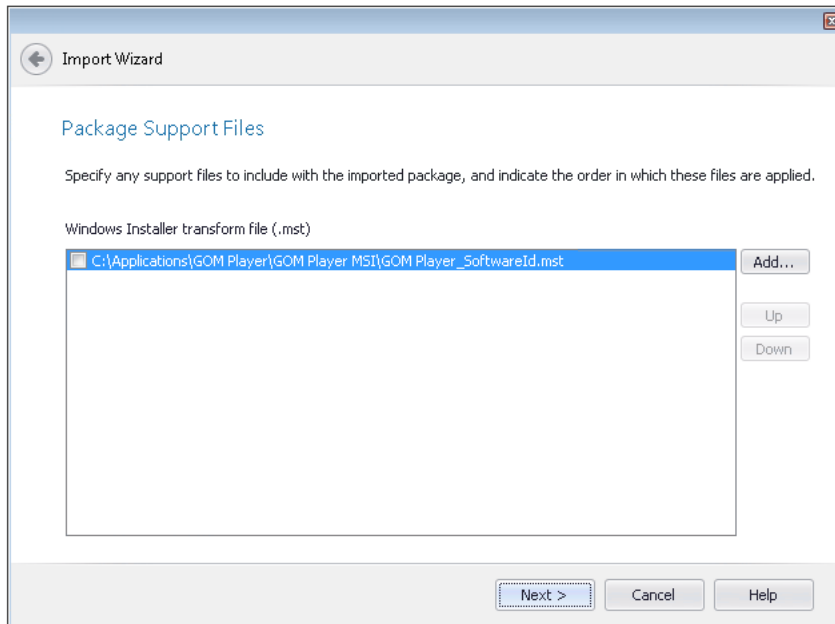 Import Wizard
Package Support Files
Specify any support files to include with the imported package, and indicate the order in which these files are applied.
Windows Installer transform file (.mst)
C:\Applications\GOM Player\GOM Player MSI\GOM Player_SoftwareId.mst
Add...
Up
Down
Next >
Cancel
Help